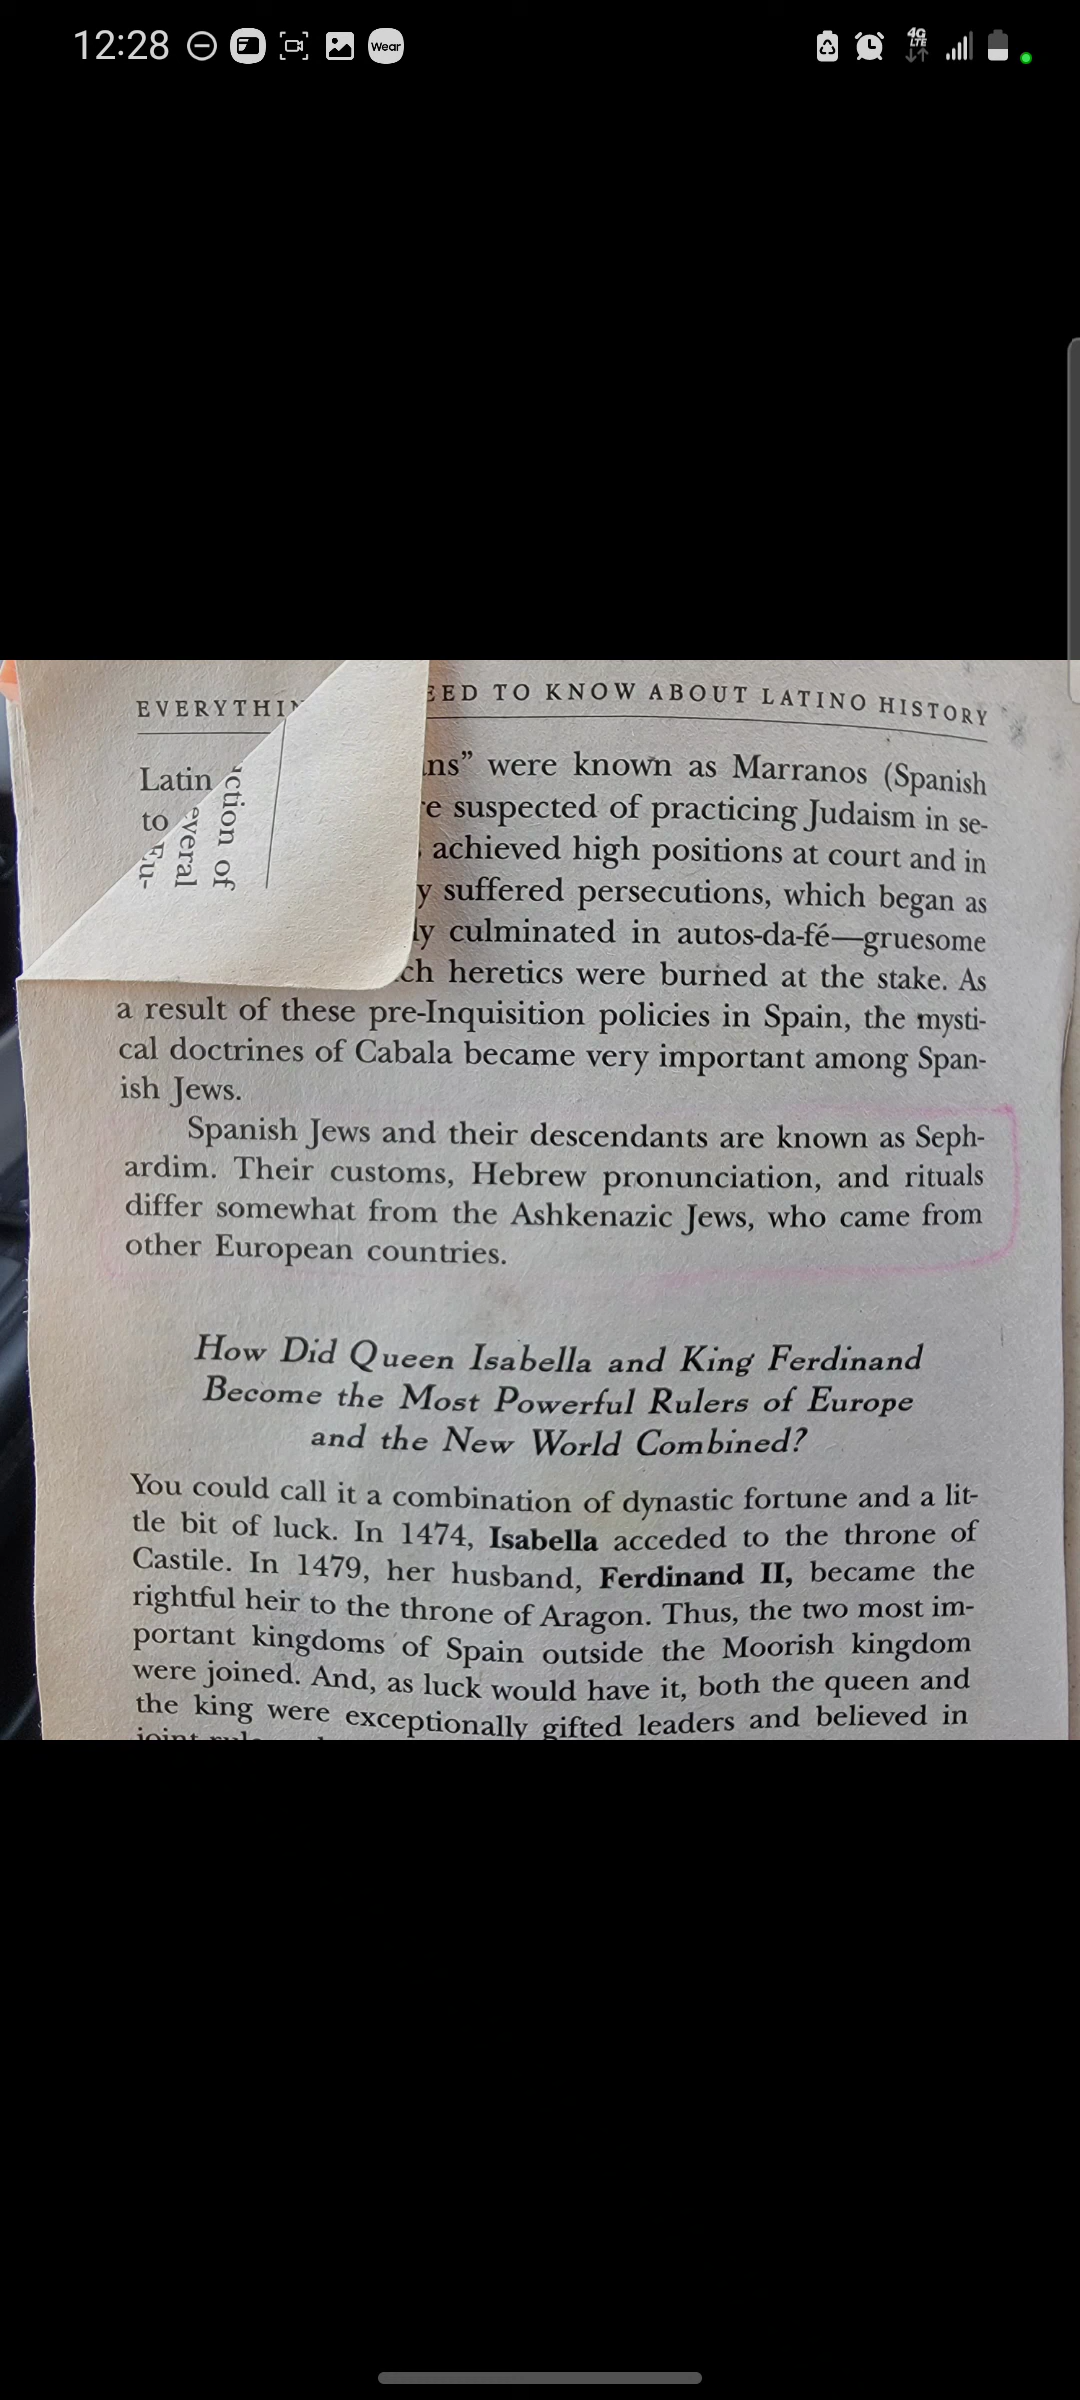 12:28
Wear
4G
LTE
EED TO KNOW ABOUT LATINO HISTORY
Latin ns” were known as Marranos (Spanish
to e suspected of practicing Judaism in se-
achieved high positions at court and in
y suffered persecutions, which began as
ly culminated in autos-da-fé—gruesome
ch heretics were burned at the stake. As
a result of these pre-Inquisition policies in Spain, the mysti-
cal doctrines of Cabala became very important among Span-
ish Jews.
Spanish Jews and their descendants are known as Seph-
ardim. Their customs, Hebrew pronunciation, and rituals
differ somewhat from the Ashkenazic Jews, who came from
other European countries.
How Did Queen Isabella and King Ferdinand
Become the Most Powerful Rulers of Europe
and the New World Combined?
You could call it a combination of dynastic fortune and a lit-
tle bit of luck. In 1474, Isabella acceded to the throne of
Castile. In 1479, her husband, Ferdinand II, became the
rightful heir to the throne of Aragon. Thus, the two most im-
portant kingdoms of Spain outside the Moorish kingdom
were joined. And, as luck would have it, both the queen and
the king were exceptionally gifted leaders and believed in
ction of
everal